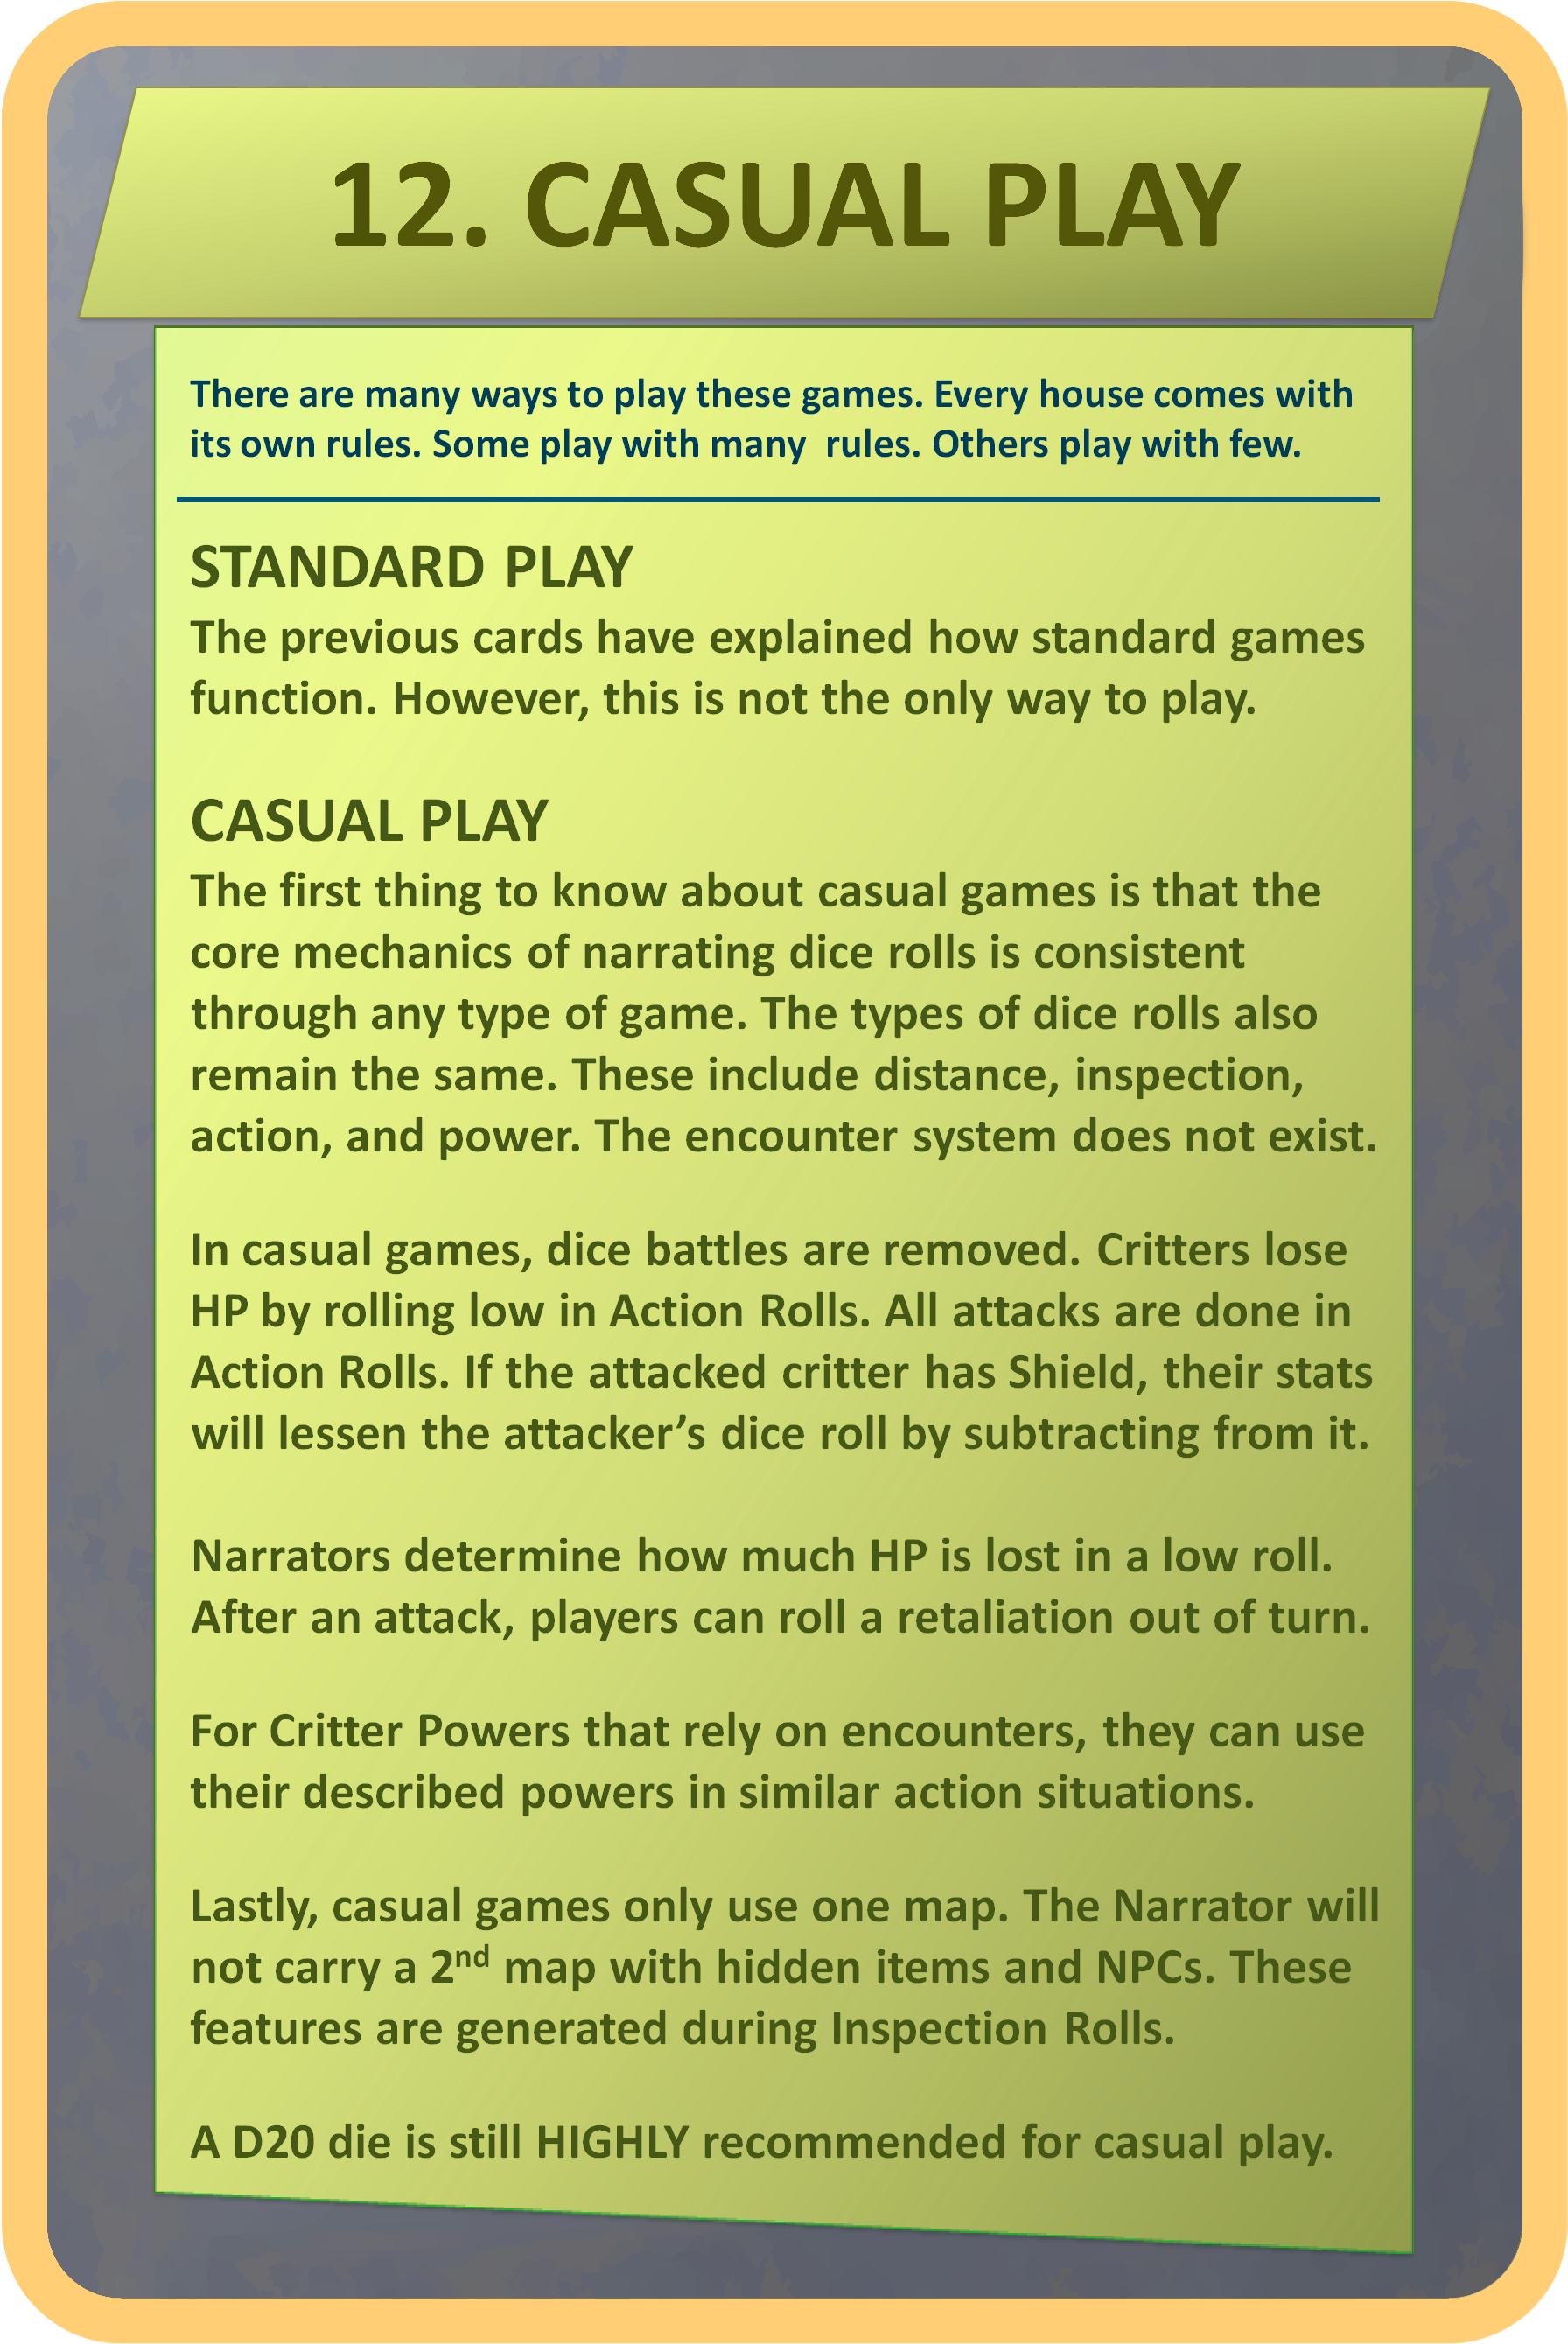 12. CASUAL PLAY
There are many ways to play these games. Every house comes with
its own rules. Some play with many  rules. Others play with few.
STANDARD PLAY
The previous cards have explained how standard games
function. However, this is not the only way to play.
CASUAL PLAY
The first thing to know about casual games is that the
core mechanics of narrating dice rolls is consistent
through any type of game. The types of dice rolls also
remain the same. These include distance, inspection,
action, and power. The encounter system does not exist.
In casual games, dice battles are removed. Critters lose
HP by rolling low in Action Rolls. All attacks are done in
Action Rolls. If the attacked critter has Shield, their stats
will lessen the attacker’s dice roll by subtracting from it.
Narrators determine how much HP is lost in a low roll.
After an attack, players can roll a retaliation out of turn.
For Critter Powers that rely on encounters, they can use
their described powers in similar action situations.
Lastly, casual games only use one map. The Narrator will
not carry a 2nd map with hidden items and NPCs. These
features are generated during Inspection Rolls.
A D20 die is still HIGHLY recommended for casual play.